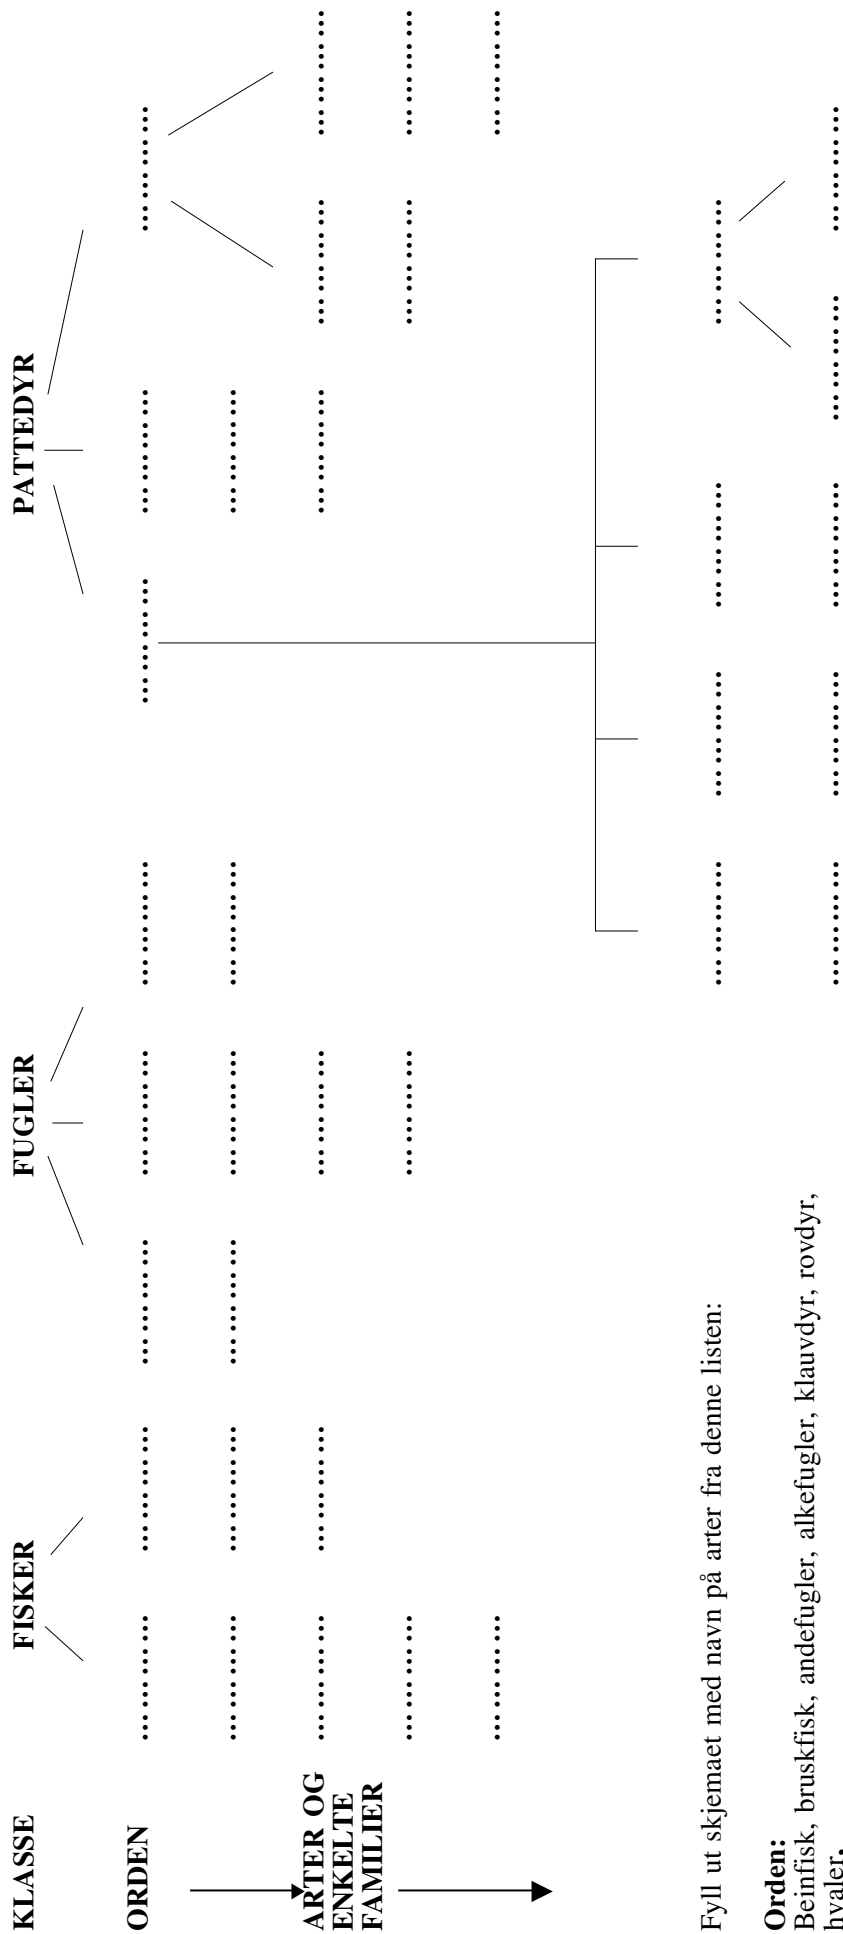 KLASSE FISKER FUGLER PATTEDYR
ORDEN ................ ................ ................ ................ ................ ................ ................ ................
................ ................ ................ ................ ................ ................
ARTER OG ................ ................ ................ ................ ................ ................
ENKELTE
FAMILIER ................ ................ ................ ................
................ ................
Fyll ut skjemaet med navn på arter fra denne listen: ................ ................ ................ ................
Orden:
Beinfisk, bruskfisk, andefugler, alkefugler, klauvdyr, rovdyr, ................ ................ ................ ................ ................
hvaler.